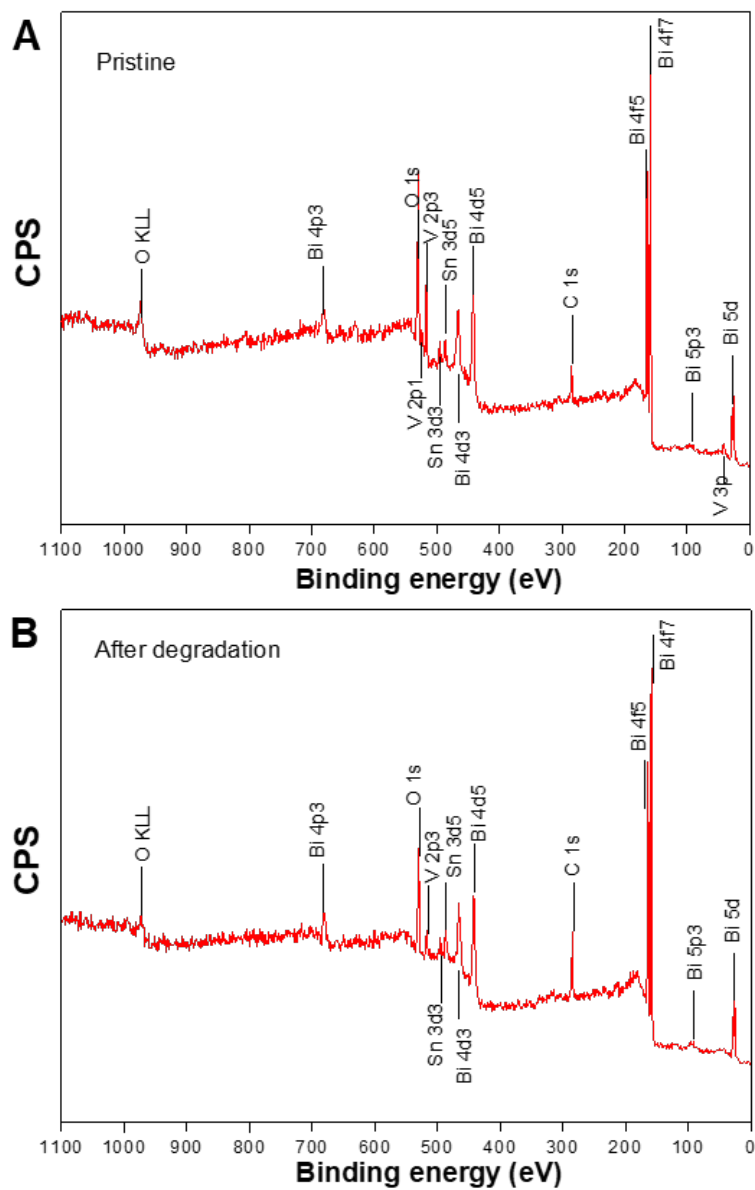 A
Pristine
CPS
O KLL
Bi 4p3
O 1s
V 2p3
V 2p1
Sn 3d5
Sn 3d3
Bi 4d3
Bi 4d5
C 1s
Bi 4f5
Bi 4f7
Bi 5p3
V 3p
Bi 5d
1100 1000 900 800 700 600 500 400 300 200 100 0
Binding energy (eV)
B
After degradation
CPS
O KLL
Bi 4p3
O 1s
V 2p3
Sn 3d5
Sn 3d3
Bi 4d3
Bi 4d5
C 1s
Bi 4f5
Bi 4f7
Bi 5p3
Bi 5d
1100 1000 900 800 700 600 500 400 300 200 100 0
Binding energy (eV)